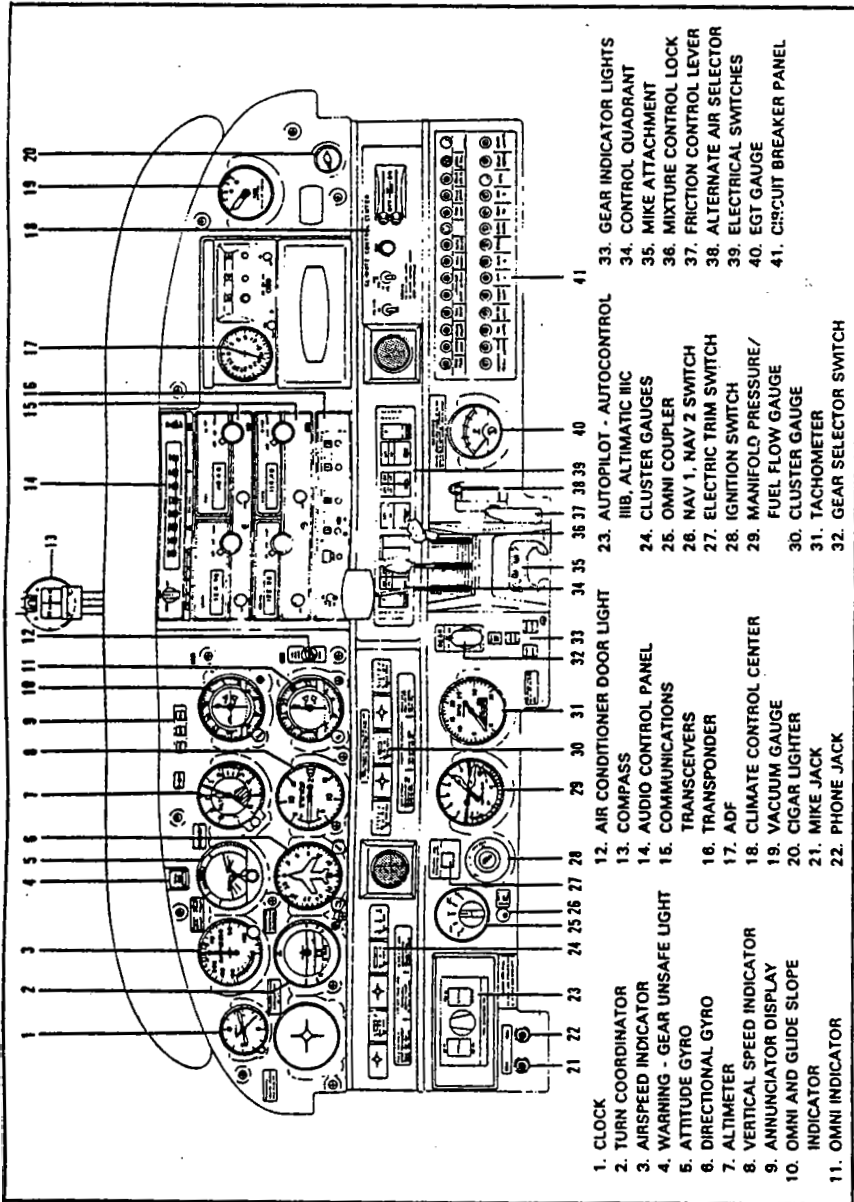 1
2
3
4
5
6
7
8
9
10
11
12
13
14
15
16
17
18
19
20
21
22
23
24
25
26
27
28
29
30
31
32
33
34
35
36
37
38
39
40
41
1. CLOCK
2. TURN COORDINATOR
3. AIRSPEED INDICATOR
4. WARNING - GEAR UNSAFE LIGHT
5. ATTITUDE GYRO
6. DIRECTIONAL GYRO
7. ALTIMETER
8. VERTICAL SPEED INDICATOR
9. ANNUNCIATOR DISPLAY
10. OMNI AND GLIDE SLOPE
INDICATOR
11. OMNI INDICATOR
12. AIR CONDITIONER DOOR LIGHT
13. COMPASS
14. AUDIO CONTROL PANEL
15. COMMUNICATIONS
TRANSCEIVERS
16. TRANSPONDER
17. ADF
18. CLIMATE CONTROL CENTER
19. VACUUM GAUGE
20. CIGAR LIGHTER
21. MIKE JACK
22. PHONE JACK
23. AUTOPILOT - AUTOCONTROL
IIIB, ALTIMATIC IIIC
24. CLUSTER GAUGES
25. OMNI COUPLER
26. NAV 1, NAV 2 SWITCH
27. ELECTRIC TRIM SWITCH
28. IGNITION SWITCH
29. MANIFOLD PRESSURE/
FUEL FLOW GAUGE
30. CLUSTER GAUGE
31. TACHOMETER
32. GEAR SELECTOR SWITCH
33. GEAR INDICATOR LIGHTS
34. CONTROL QUADRANT
35. MIKE ATTACHMENT
36. MIXTURE CONTROL LOCK
37. FRICTION CONTROL LEVER
38. ALTERNATE AIR SELECTOR
39. ELECTRICAL SWITCHES
40. EGT GAUGE
41. CIRCUIT BREAKER PANEL